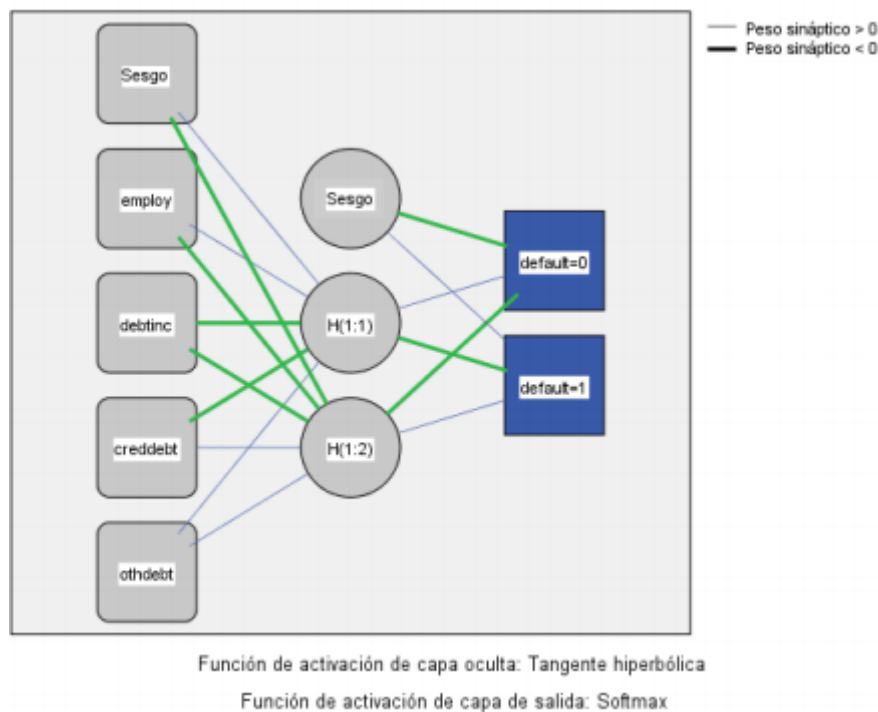 Peso sináptico > 0
Peso sináptico < 0
Sesgo
employ
debtinc
creddebt
othdebt
Sesgo
H(1:1)
H(1:2)
default=0
default=1
Función de activación de capa oculta: Tangente hiperbólica
Función de activación de capa de salida: Softmax